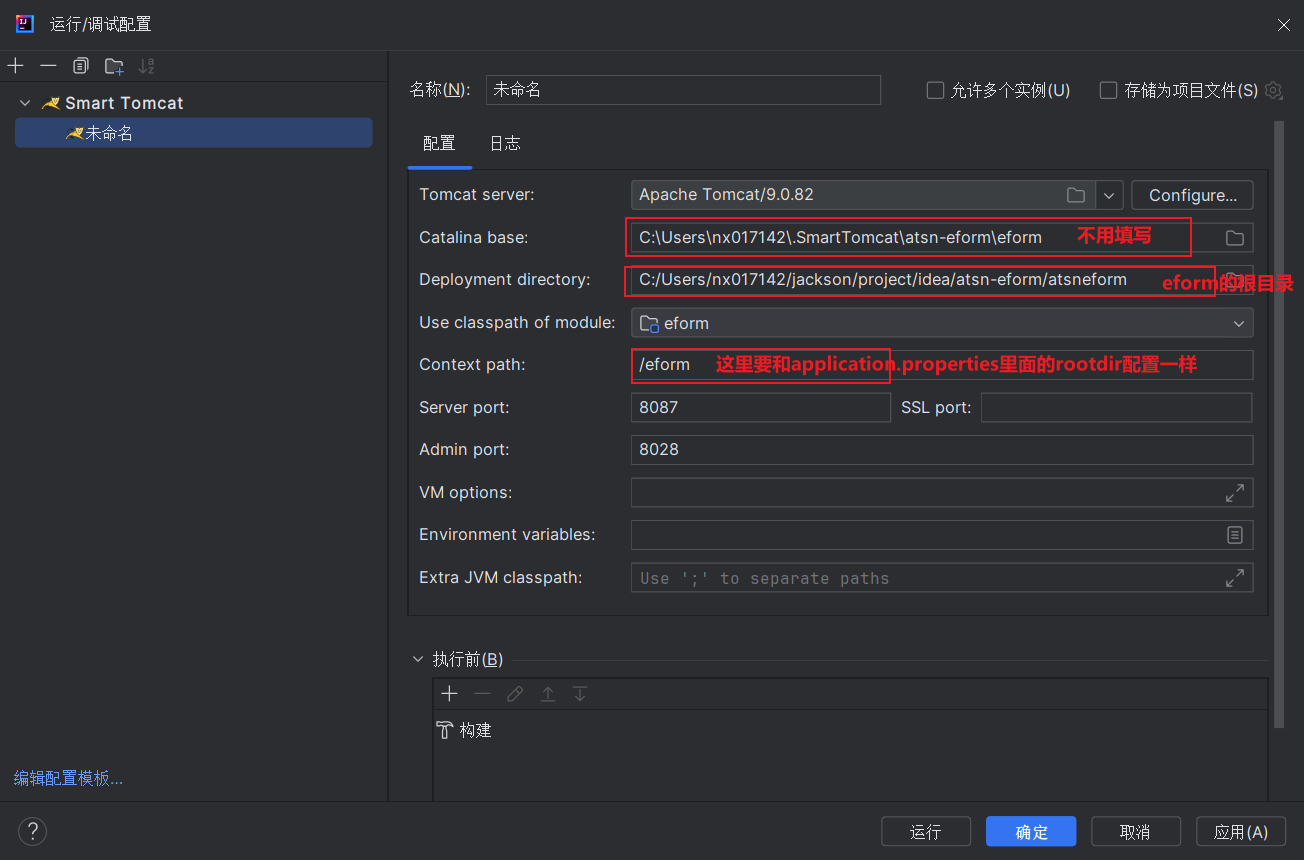 运行/调试配置
Smart Tomcat
未命名
编辑配置模板...
名称(N): 未命名 允许多个实例(U) 存储为项目文件(S)
配置 日志
Tomcat server: Apache Tomcat/9.0.82 Configure...
Catalina base: C:\Users\nx017142\.SmartTomcat\atsn-eform\eform 不用填写
Deployment directory: C:/Users/nx017142/jackson/project/idea/atsn-eform/atsneform eform的根目录
Use classpath of module: eform
Context path: /eform 这里要和application.properties里面的rootdir配置一样
Server port: 8087 SSL port:
Admin port: 8028
VM options:
Environment variables:
Extra JVM classpath: Use ';' to separate paths
执行前(B)
构建
? 运行 确定 取消 应用(A)